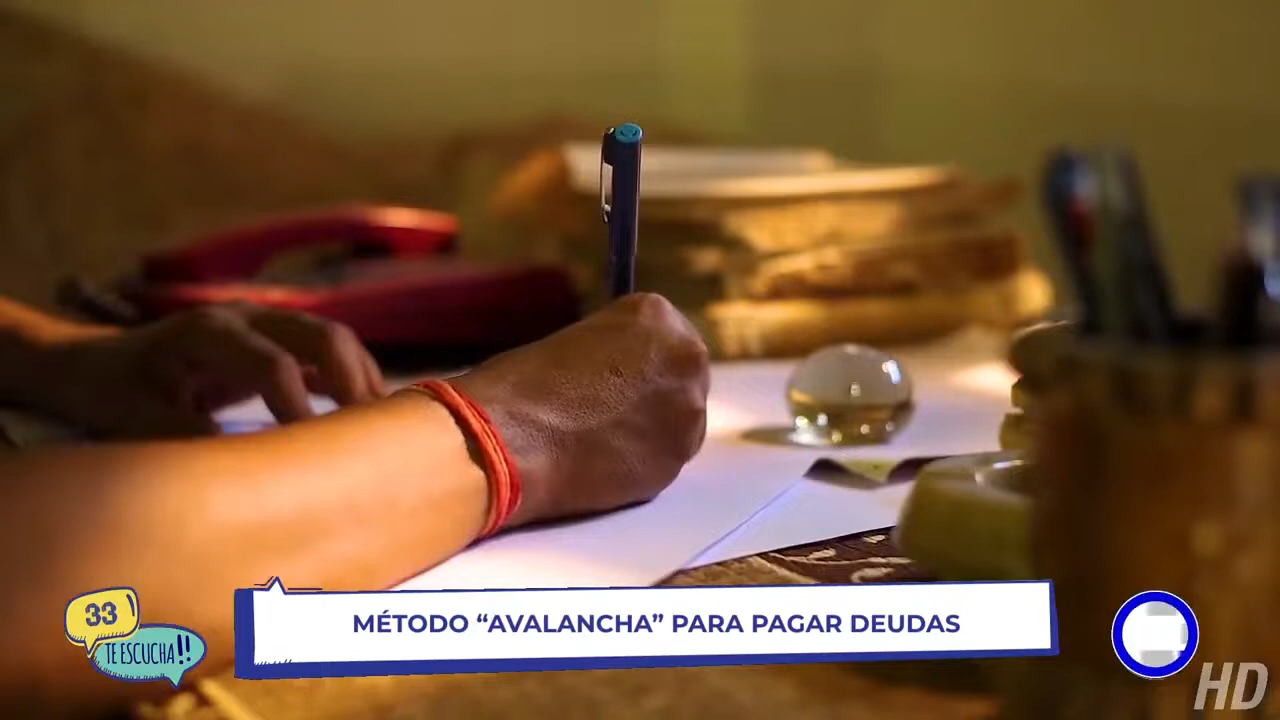 MÉTODO “AVALANCHA” PARA PAGAR DEUDAS
33
TE ESCUCHA!!
HD